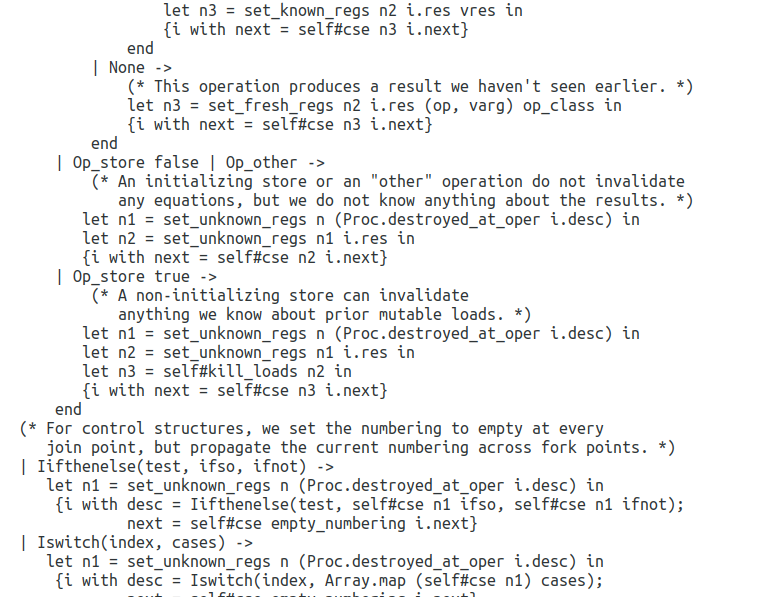 let n3 = set_known_regs n2 i.res vres in
{i with next = self#cse n3 i.next}
end
| None ->
(* This operation produces a result we haven't seen earlier. *)
let n3 = set_fresh_regs n2 i.res (op, varg) op_class in
{i with next = self#cse n3 i.next}
end
| Op_store false | Op_other ->
(* An initializing store or an "other" operation do not invalidate
any equations, but we do not know anything about the results. *)
let n1 = set_unknown_regs n (Proc.destroyed_at_oper i.desc) in
let n2 = set_unknown_regs n1 i.res in
{i with next = self#cse n2 i.next}
| Op_store true ->
(* A non-initializing store can invalidate
anything we know about prior mutable loads. *)
let n1 = set_unknown_regs n (Proc.destroyed_at_oper i.desc) in
let n2 = set_unknown_regs n1 i.res in
let n3 = self#kill_loads n2 in
{i with next = self#cse n3 i.next}
end
(* For control structures, we set the numbering to empty at every
join point, but propagate the current numbering across fork points. *)
| Iifthenelse(test, ifso, ifnot) ->
let n1 = set_unknown_regs n (Proc.destroyed_at_oper i.desc) in
{i with desc = Iifthenelse(test, self#cse n1 ifso, self#cse n1 ifnot);
next = self#cse empty_numbering i.next}
| Iswitch(index, cases) ->
let n1 = set_unknown_regs n (Proc.destroyed_at_oper i.desc) in
{i with desc = Iswitch(index, Array.map (self#cse n1) cases);